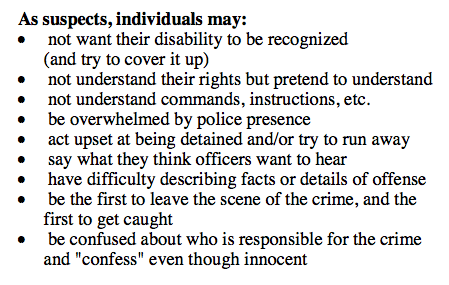 As suspects, individuals may:
• not want their disability to be recognized
(and try to cover it up)
• not understand their rights but pretend to understand
• not understand commands, instructions, etc.
• be overwhelmed by police presence
• act upset at being detained and/or try to run away
• say what they think officers want to hear
• have difficulty describing facts or details of offense
• be the first to leave the scene of the crime, and the
first to get caught
• be confused about who is responsible for the crime
and "confess" even though innocent